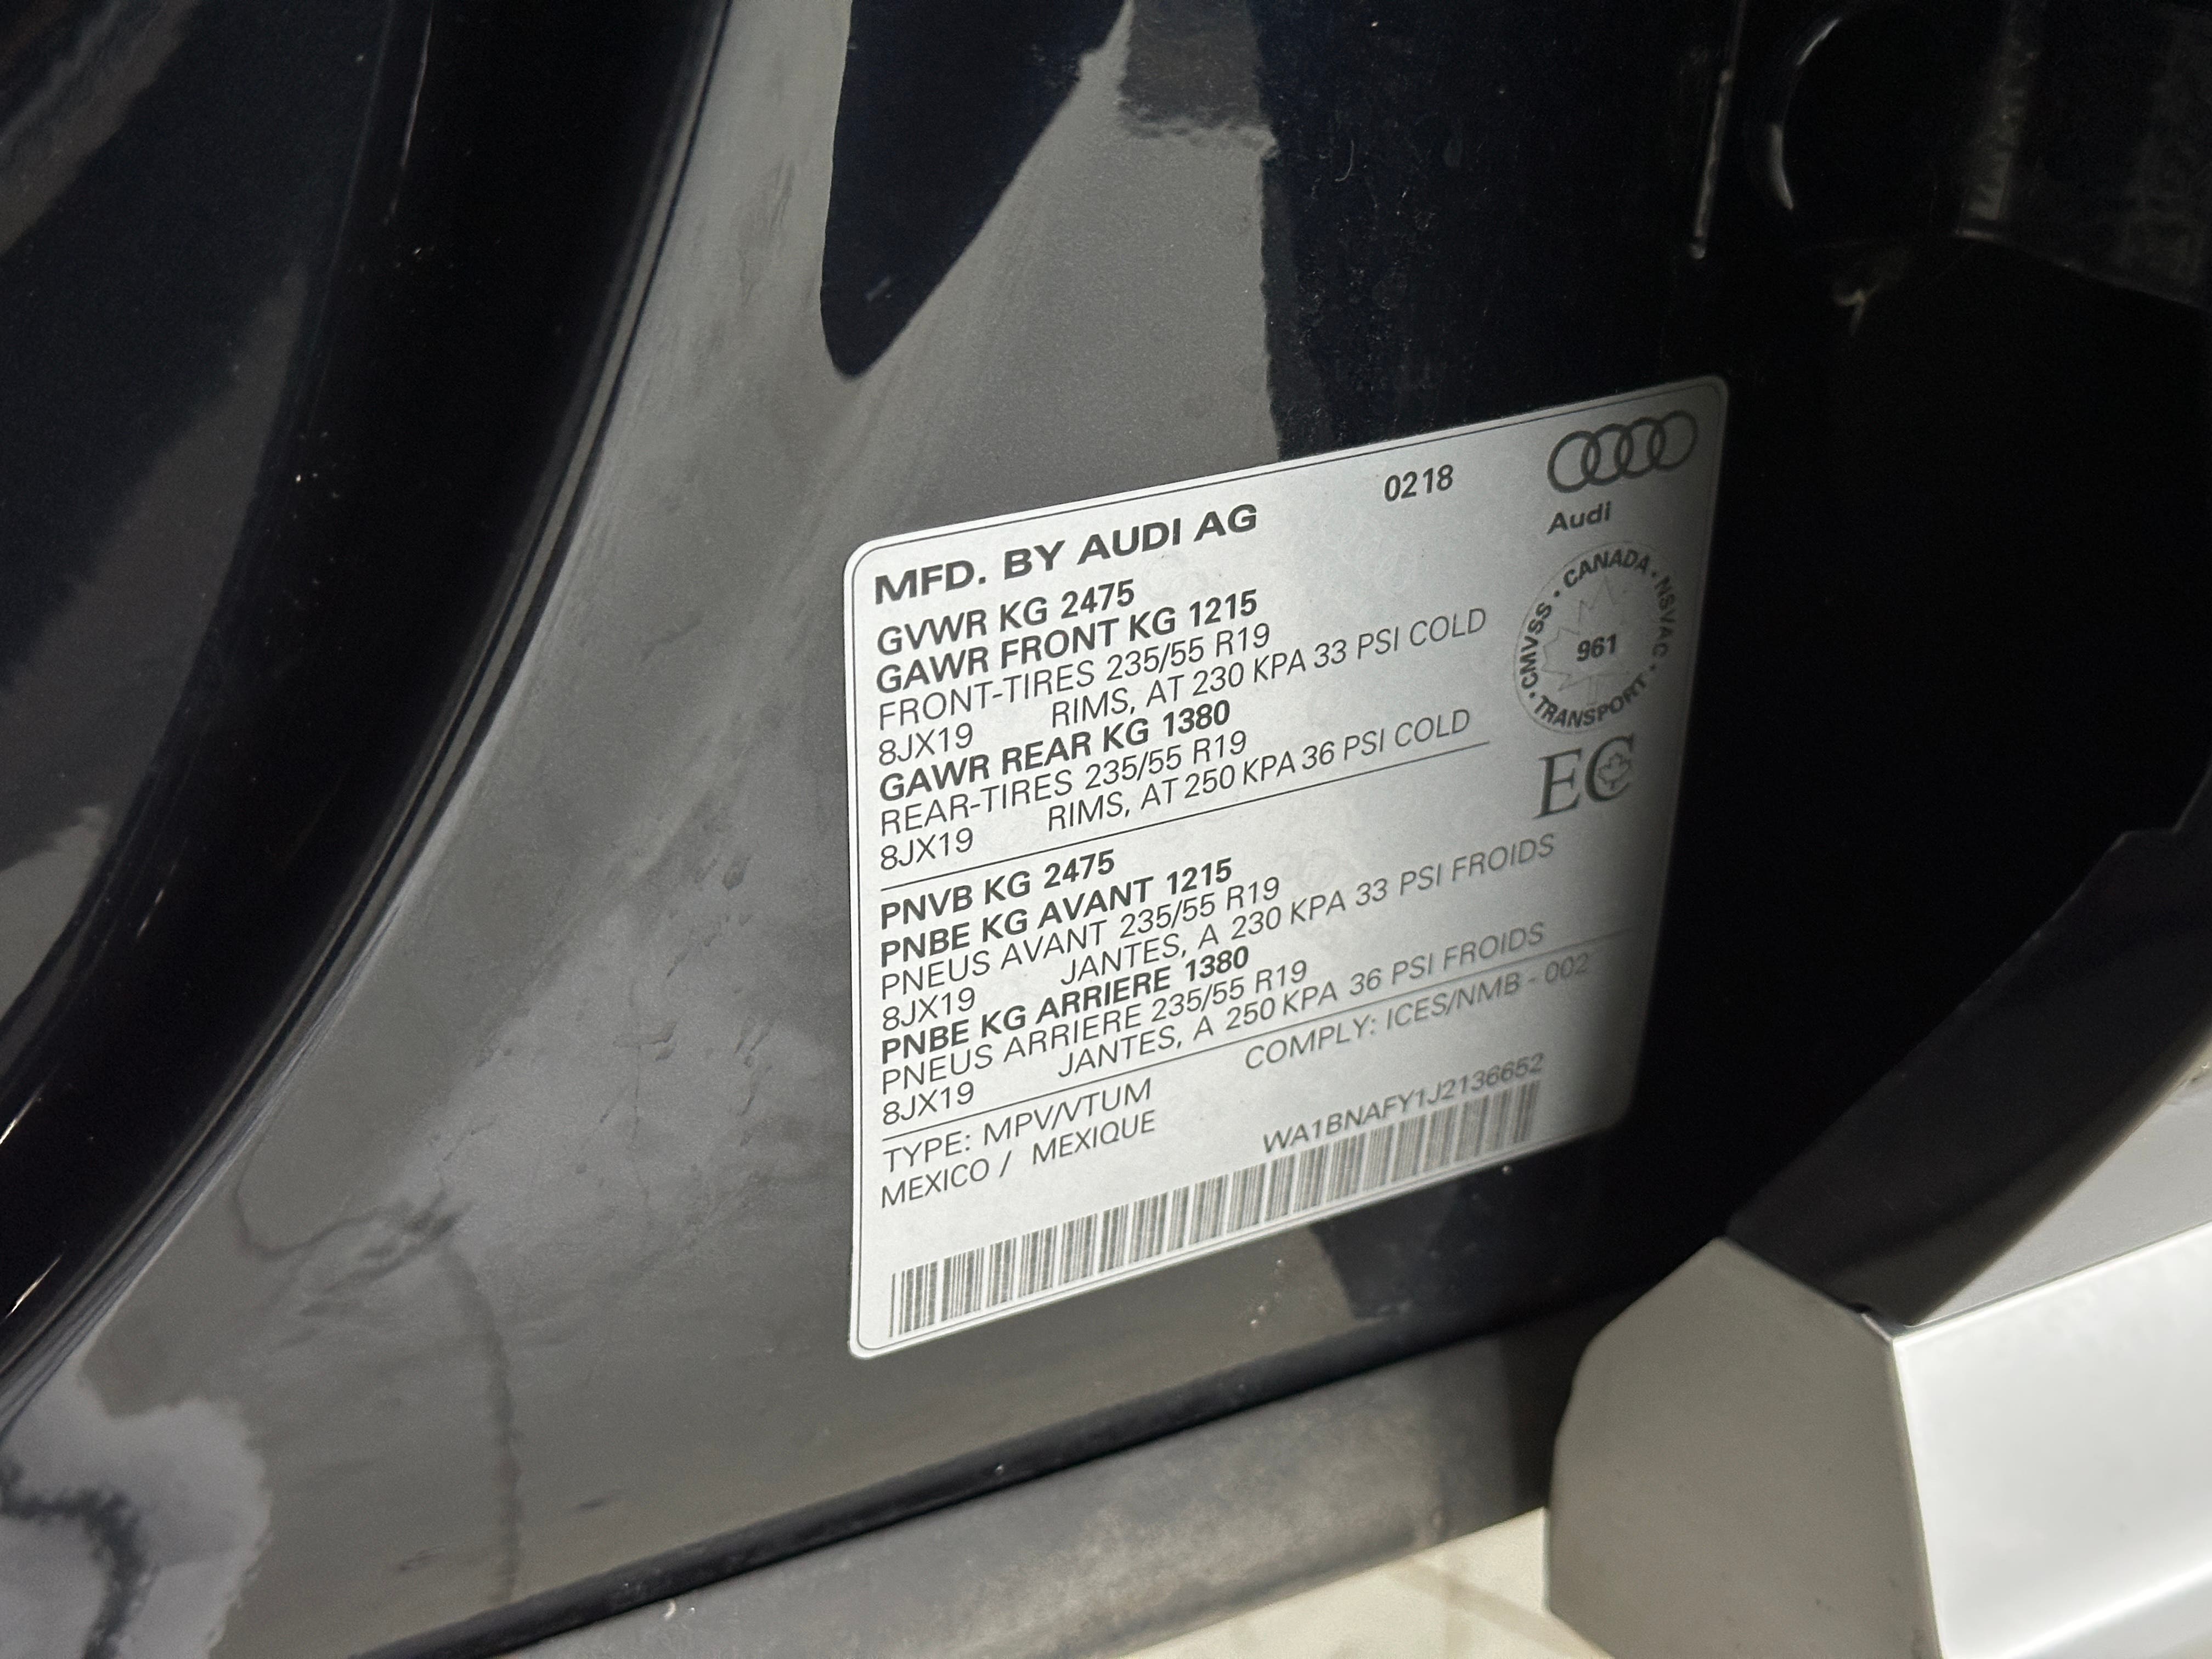 MFD. BY AUDI AG 0218
Audi
GVWR KG 2475
GAWR FRONT KG 1215
FRONT-TIRES 235/55 R19
8JX19 RIMS, AT 230 KPA 33 PSI COLD
GAWR REAR KG 1380
REAR-TIRES 235/55 R19
8JX19 RIMS, AT 250 KPA 36 PSI COLD
CMVSS · CANADA · NSVAC · TRANSPORT ·
961
EC
PNVB KG 2475
PNBE KG AVANT 1215
PNEUS AVANT 235/55 R19
8JX19 JANTES, A 230 KPA 33 PSI FROIDS
PNBE KG ARRIERE 1380
PNEUS ARRIERE 235/55 R19
8JX19 JANTES, A 250 KPA 36 PSI FROIDS
TYPE: MPV/VTUM COMPLY: ICES/NMB - 002
MEXICO / MEXIQUE
WA1BNAFY1J2136652